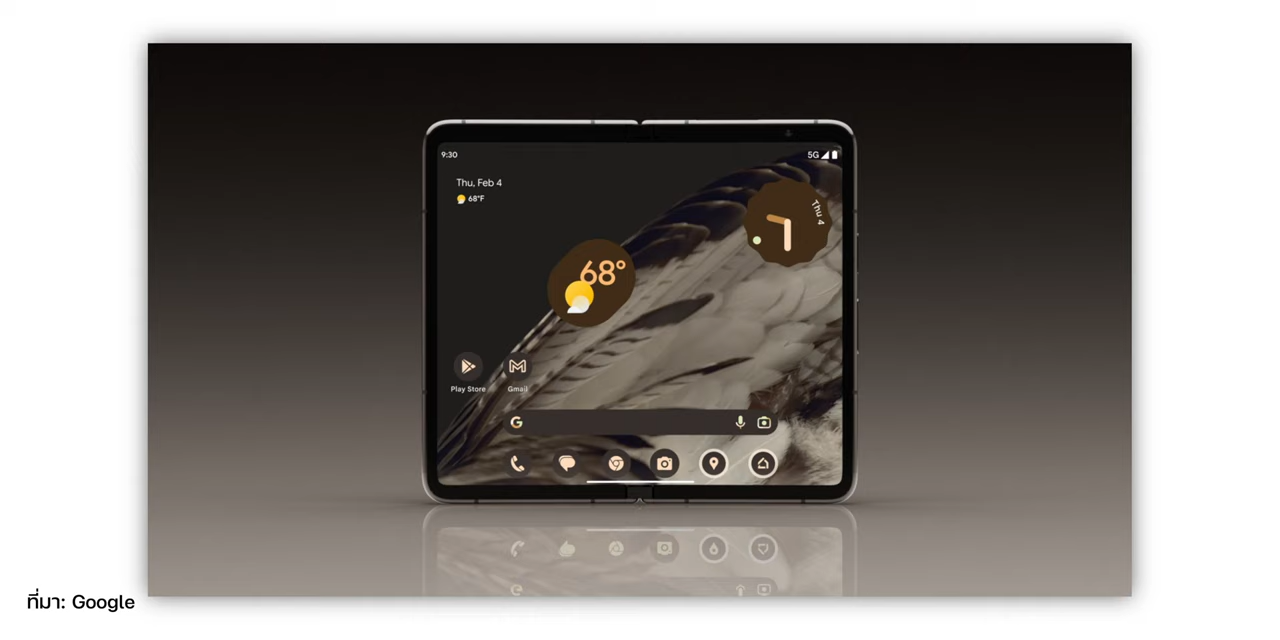 9:30
5G
Thu, Feb 4
68°F
Thu 4
68°
Play Store
Gmail
ที่มา: Google